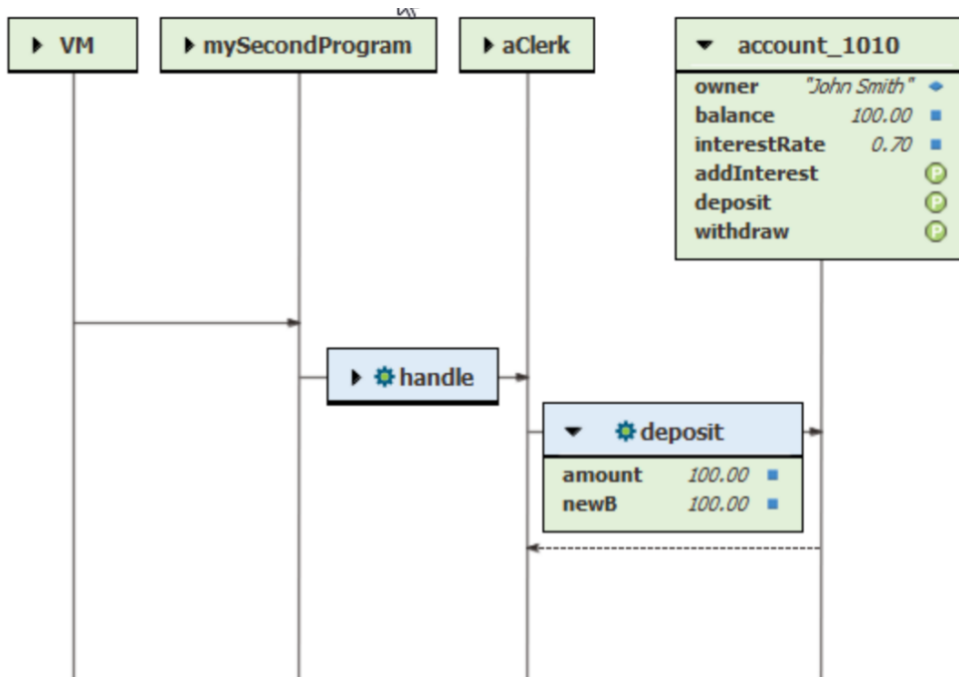 VM
mySecondProgram
aClerk
account_1010
owner "John Smith"
balance 100.00
interestRate 0.70
addInterest P
deposit P
withdraw P
handle
deposit
amount 100.00
newB 100.00